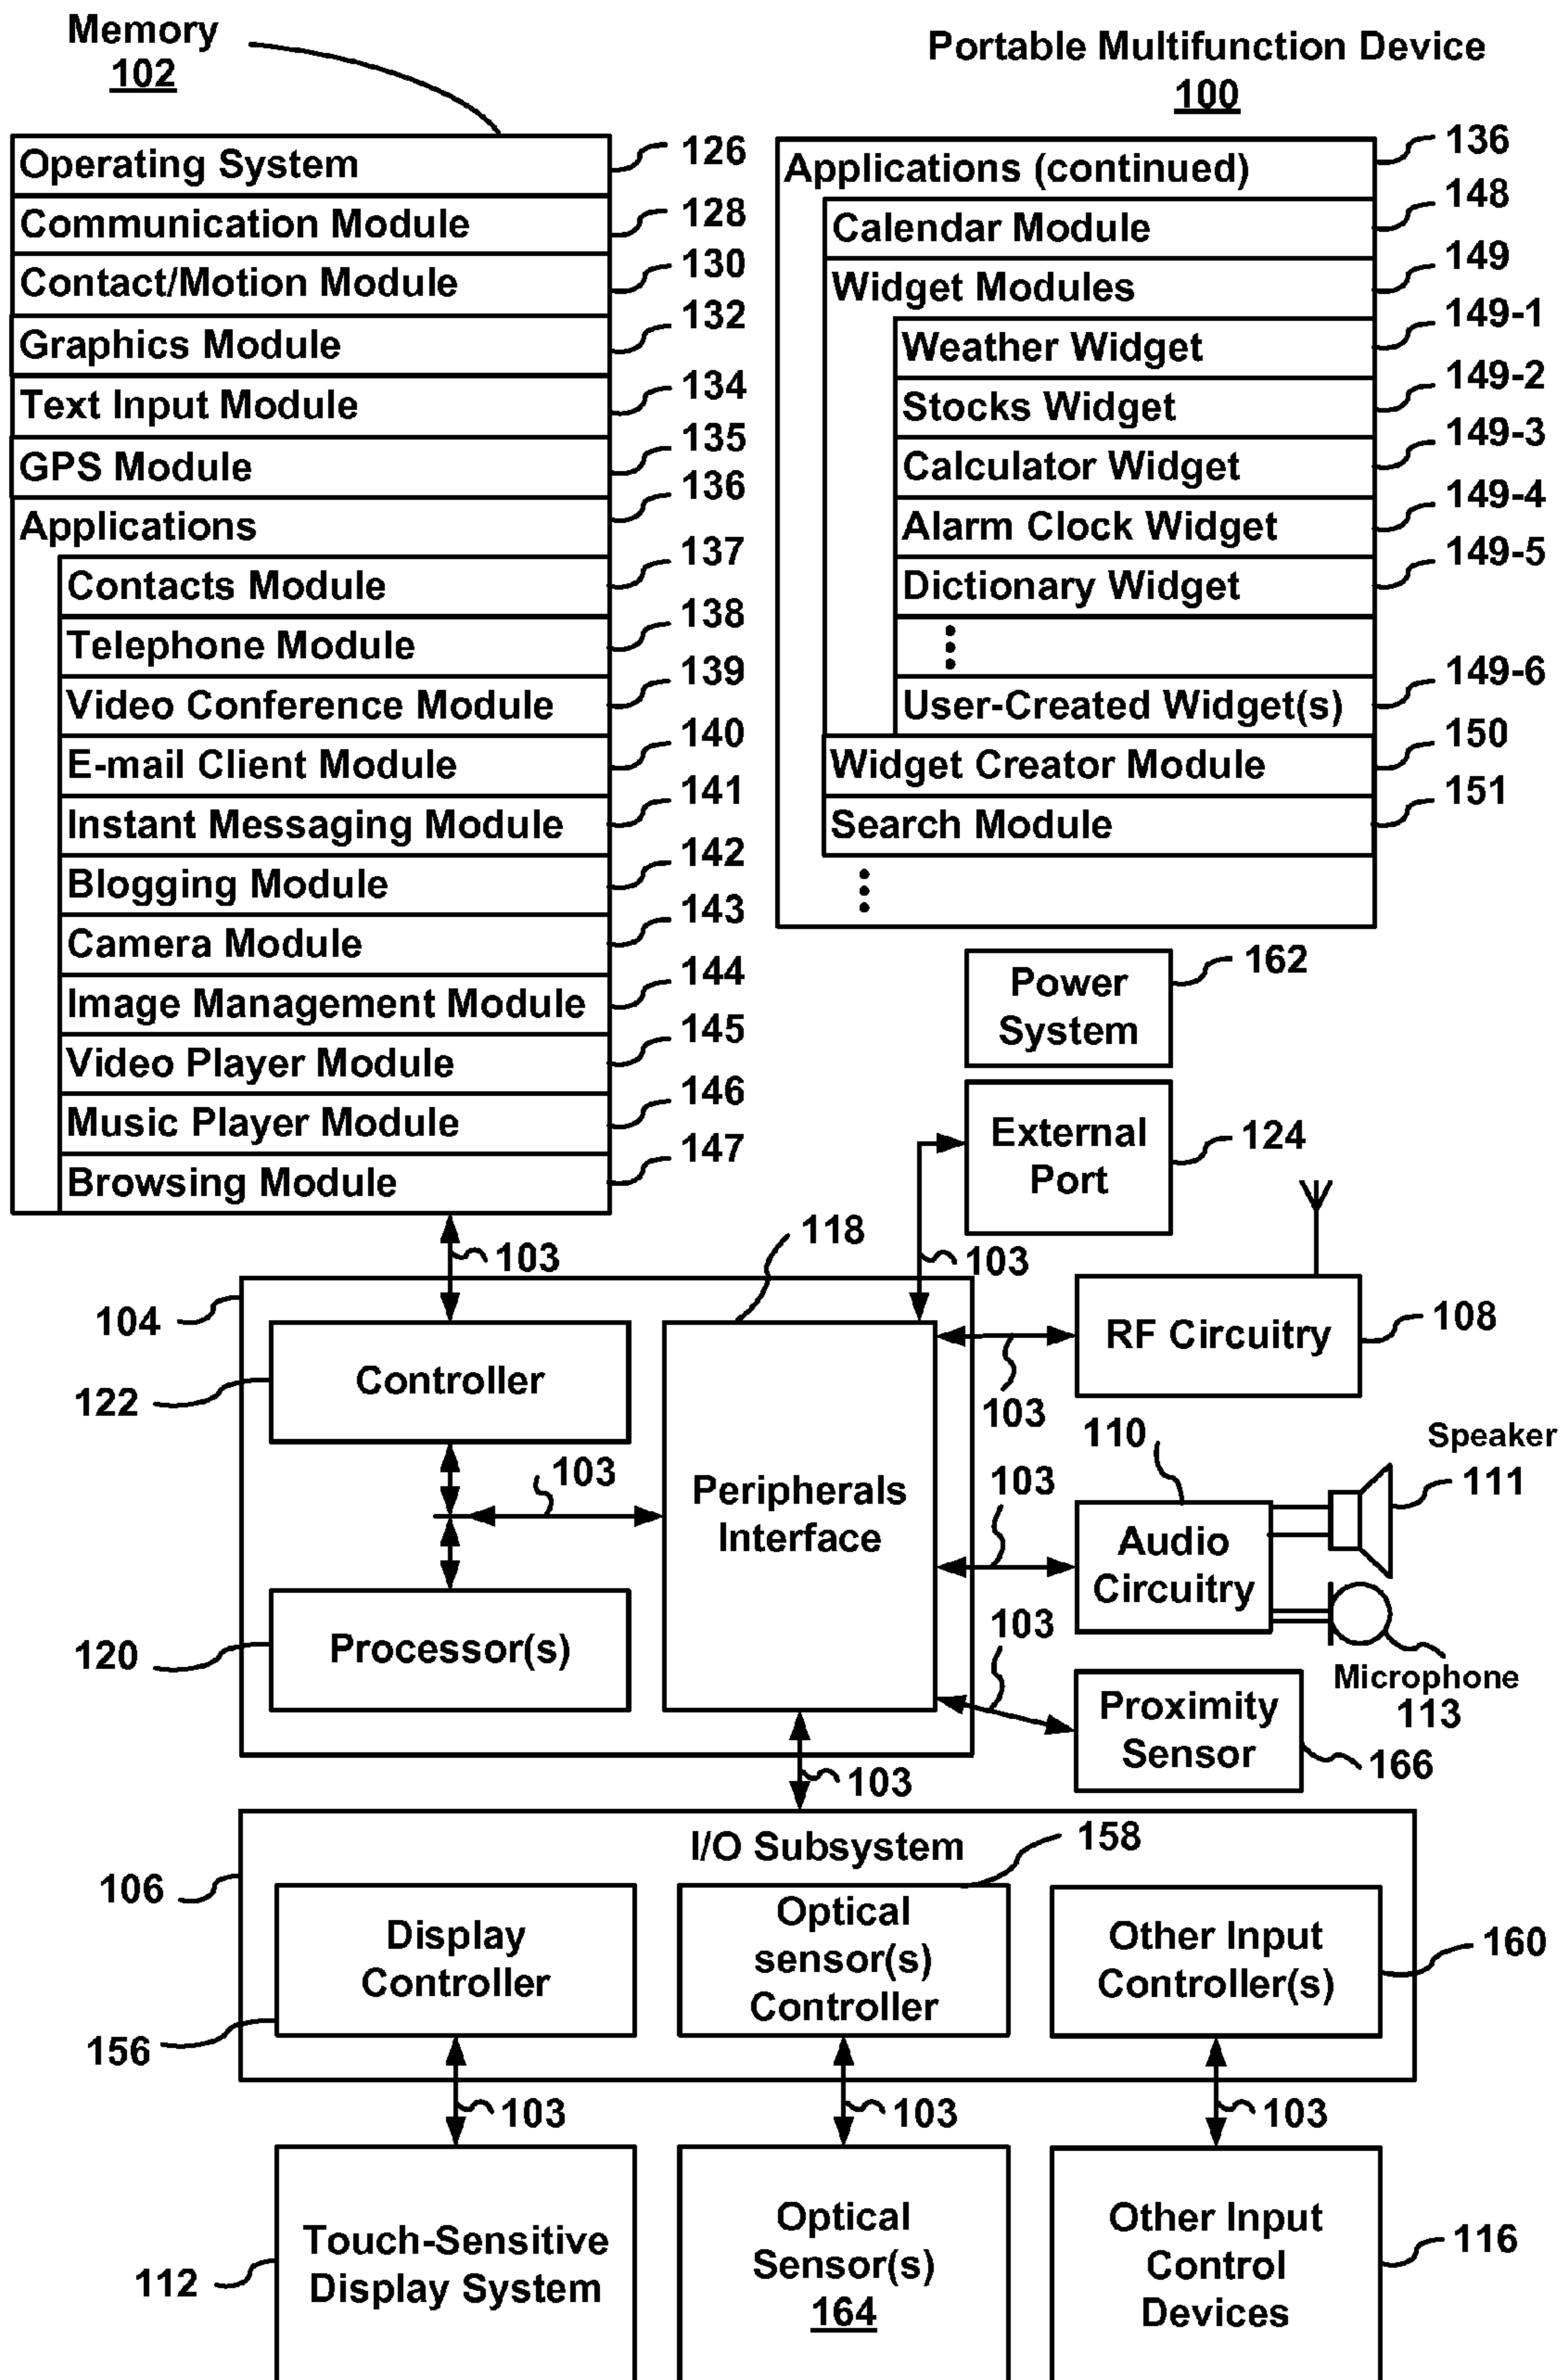 Memory
102
Portable Multifunction Device
100
Operating System
126
Communication Module
128
Contact/Motion Module
130
Graphics Module
132
Text Input Module
134
GPS Module
135
Applications
136
Contacts Module
137
Telephone Module
138
Video Conference Module
139
E-mail Client Module
140
Instant Messaging Module
141
Blogging Module
142
Camera Module
143
Image Management Module
144
Video Player Module
145
Music Player Module
146
Browsing Module
147
Applications (continued)
136
Calendar Module
148
Widget Modules
149
Weather Widget
149-1
Stocks Widget
149-2
Calculator Widget
149-3
Alarm Clock Widget
149-4
Dictionary Widget
149-5
User-Created Widget(s)
149-6
Widget Creator Module
150
Search Module
151
Power
System
162
External
Port
124
103
118
103
104
Controller
122
RF Circuitry
108
103
103
Peripherals
Interface
110
Speaker
111
103
Audio
Circuitry
Processor(s)
120
103
Microphone
113
Proximity
Sensor
166
103
I/O Subsystem
158
106
Display
Controller
156
Optical
sensor(s)
Controller
Other Input
Controller(s)
160
103
103
103
Touch-Sensitive
Display System
112
Optical
Sensor(s)
164
Other Input
Control
Devices
116